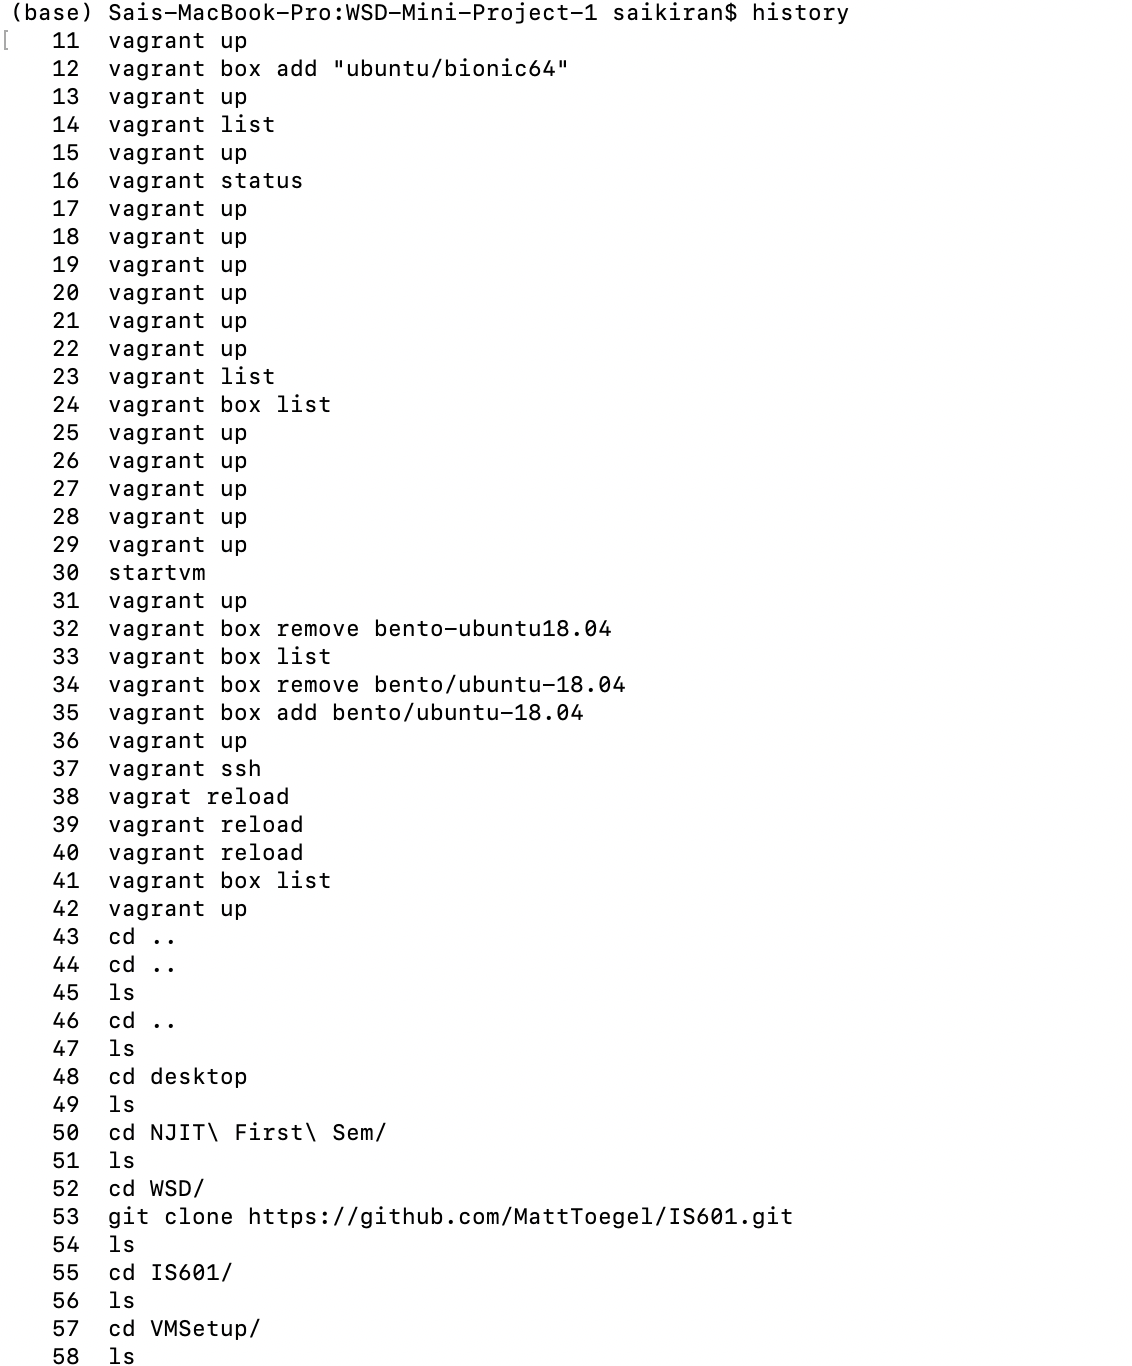 (base) Sais-MacBook-Pro:WSD-Mini-Project-1 saikiran$ history
[
11 vagrant up
12 vagrant box add "ubuntu/bionic64"
13 vagrant up
14 vagrant list
15 vagrant up
16 vagrant status
17 vagrant up
18 vagrant up
19 vagrant up
20 vagrant up
21 vagrant up
22 vagrant up
23 vagrant list
24 vagrant box list
25 vagrant up
26 vagrant up
27 vagrant up
28 vagrant up
29 vagrant up
30 startvm
31 vagrant up
32 vagrant box remove bento-ubuntu18.04
33 vagrant box list
34 vagrant box remove bento/ubuntu-18.04
35 vagrant box add bento/ubuntu-18.04
36 vagrant up
37 vagrant ssh
38 vagrat reload
39 vagrant reload
40 vagrant reload
41 vagrant box list
42 vagrant up
43 cd ..
44 cd ..
45 ls
46 cd ..
47 ls
48 cd desktop
49 ls
50 cd NJIT\ First\ Sem/
51 ls
52 cd WSD/
53 git clone https://github.com/MattToegel/IS601.git
54 ls
55 cd IS601/
56 ls
57 cd VMSetup/
58 ls